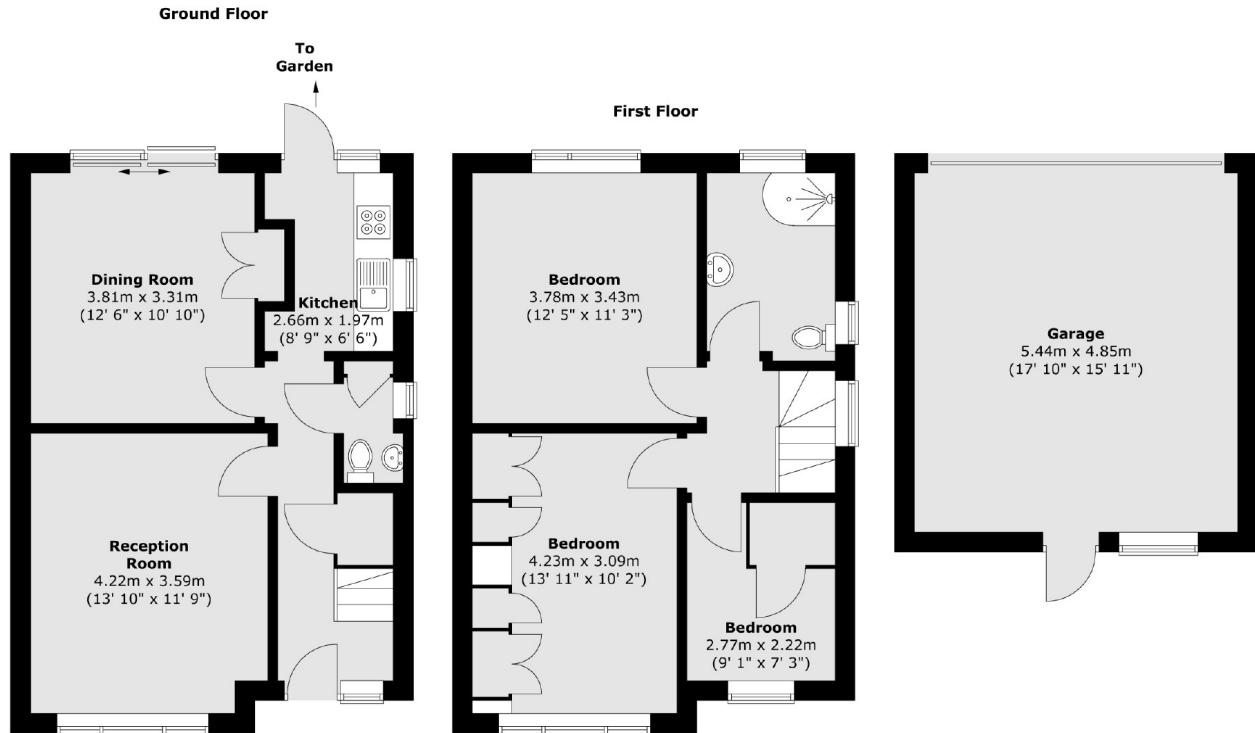 Ground Floor
To
Garden
Dining Room
3.81m x 3.31m
(12' 6" x 10' 10")
Kitchen
2.66m x 1.97m
(8' 9" x 6' 6")
Reception
Room
4.22m x 3.59m
(13' 10" x 11' 9")
First Floor
Bedroom
3.78m x 3.43m
(12' 5" x 11' 3")
Bedroom
4.23m x 3.09m
(13' 11" x 10' 2")
Bedroom
2.77m x 2.22m
(9' 1" x 7' 3")
Garage
5.44m x 4.85m
(17' 10" x 15' 11")